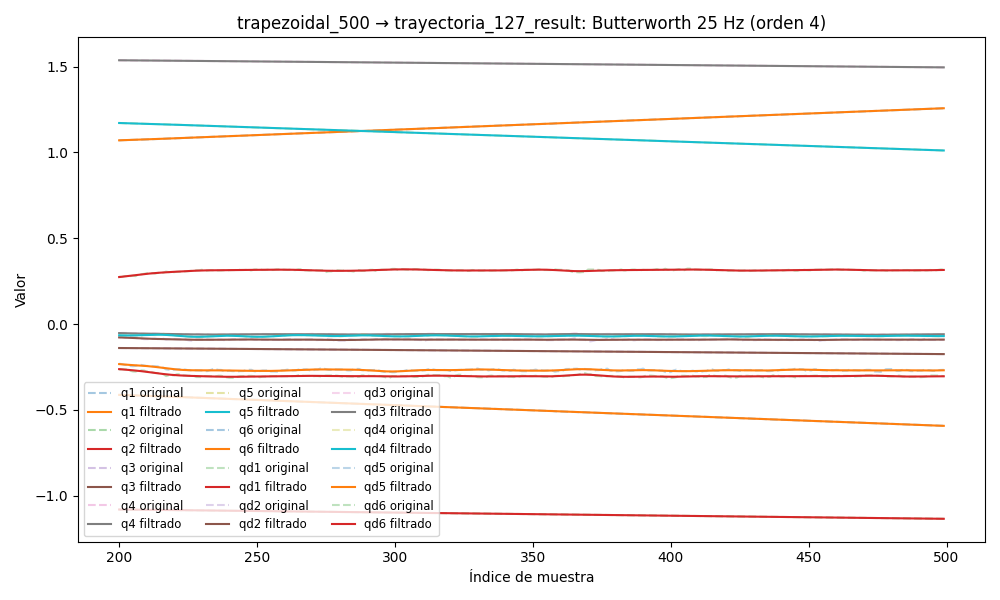 trapezoidal_500 → trayectoria_127_result: Butterworth 25 Hz (orden 4)
Valor
1.5
1.0
0.5
0.0
−0.5
−1.0
q1 original
q1 filtrado
q2 original
q2 filtrado
q3 original
q3 filtrado
q4 original
q4 filtrado
q5 original
q5 filtrado
q6 original
q6 filtrado
qd1 original
qd1 filtrado
qd2 original
qd2 filtrado
qd3 original
qd3 filtrado
qd4 original
qd4 filtrado
qd5 original
qd5 filtrado
qd6 original
qd6 filtrado
200
250
300
350
400
450
500
Índice de muestra